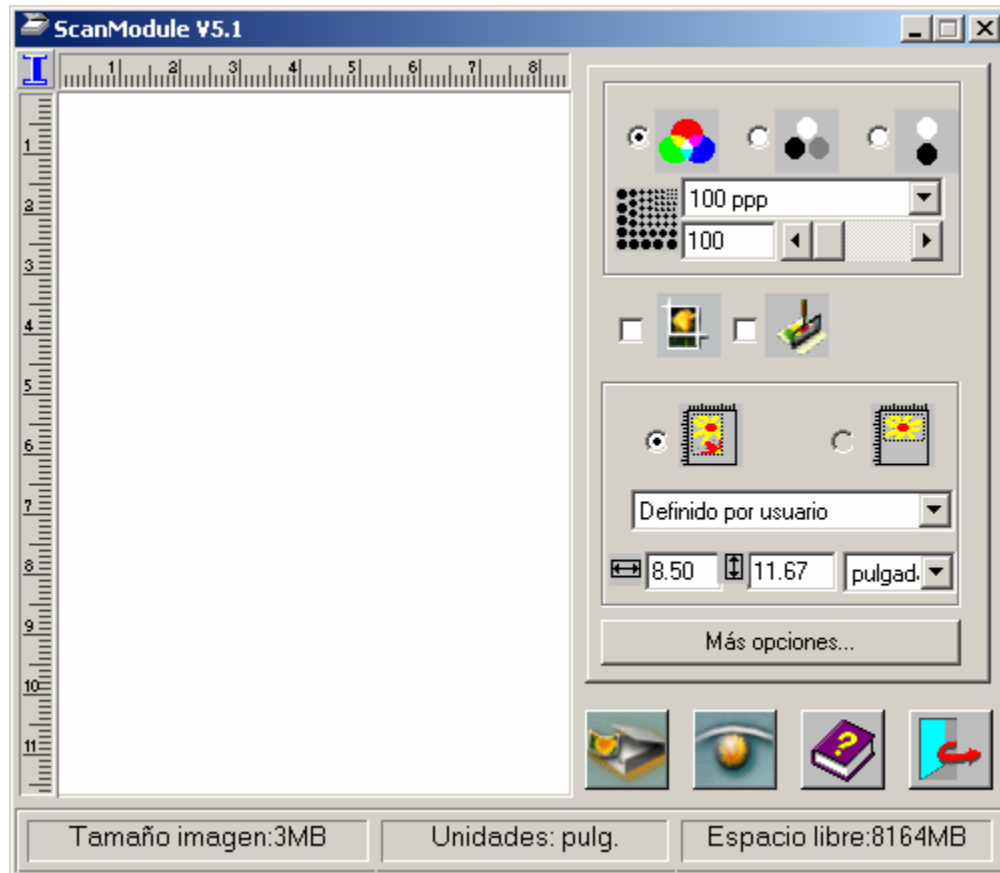 ScanModule V5.1
1 2 3 4 5 6 7 8
1
2
3
4
5
6
7
8
9
10
11
100 ppp
100
Definido por usuario
8.50 11.67 pulgad.
Más opciones...
?
Tamaño imagen:3MB Unidades: pulg. Espacio libre:8164MB